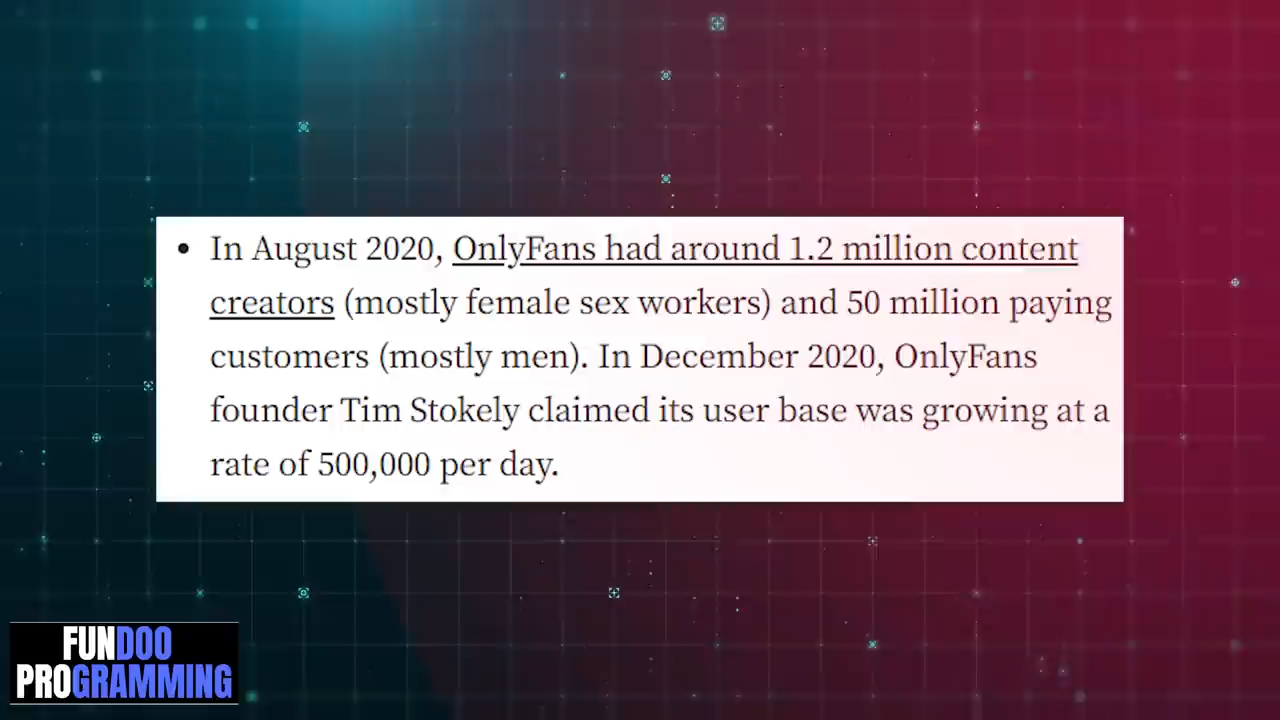 • In August 2020, OnlyFans had around 1.2 million content
creators (mostly female sex workers) and 50 million paying
customers (mostly men). In December 2020, OnlyFans
founder Tim Stokely claimed its user base was growing at a
rate of 500,000 per day.
FUNDOO
PROGRAMMING